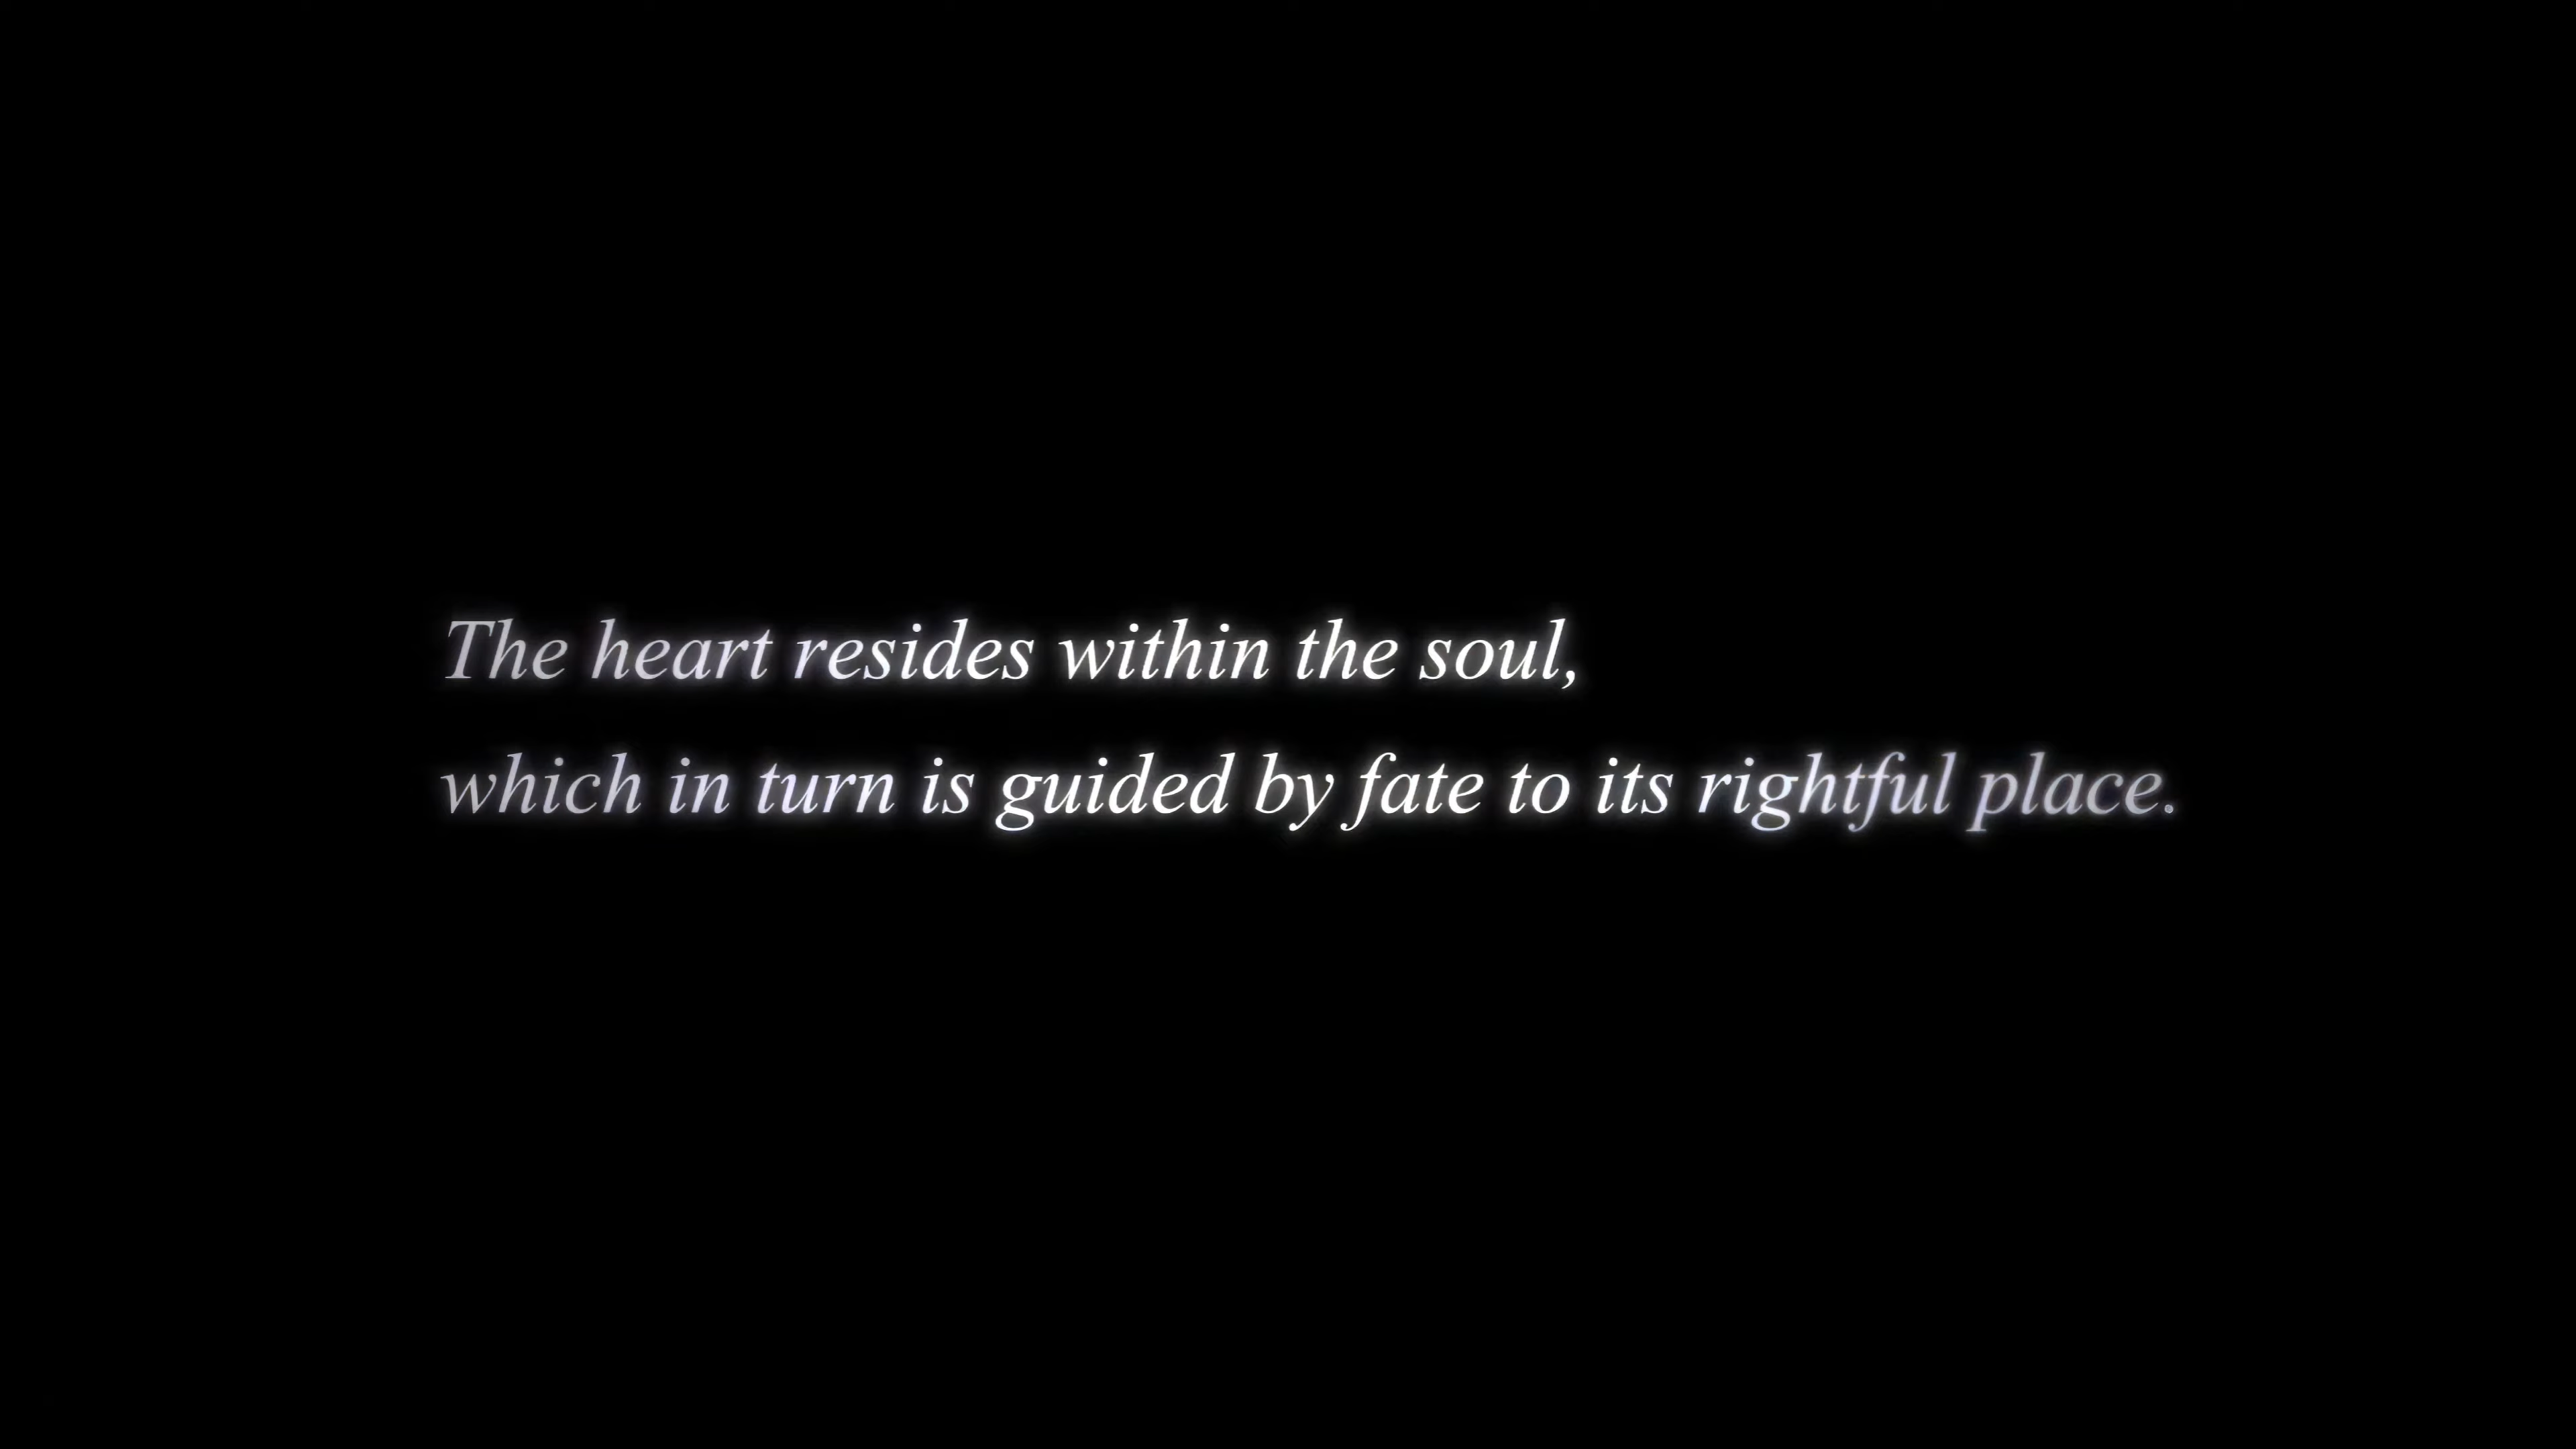 The heart resides within the soul,
which in turn is guided by fate to its rightful place.